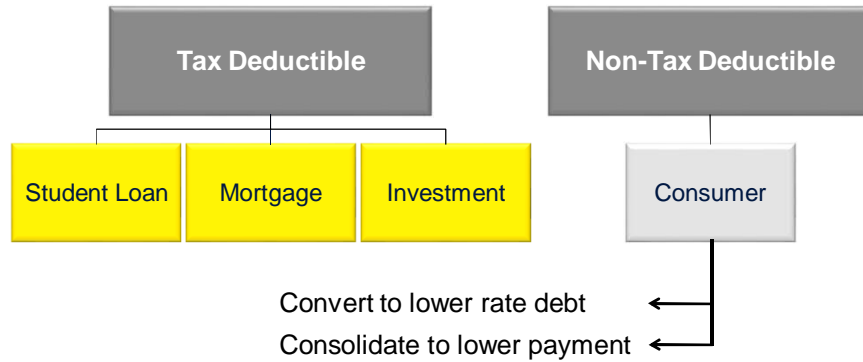 Tax Deductible
Non-Tax Deductible
Student Loan
Mortgage
Investment
Consumer
Convert to lower rate debt
Consolidate to lower payment